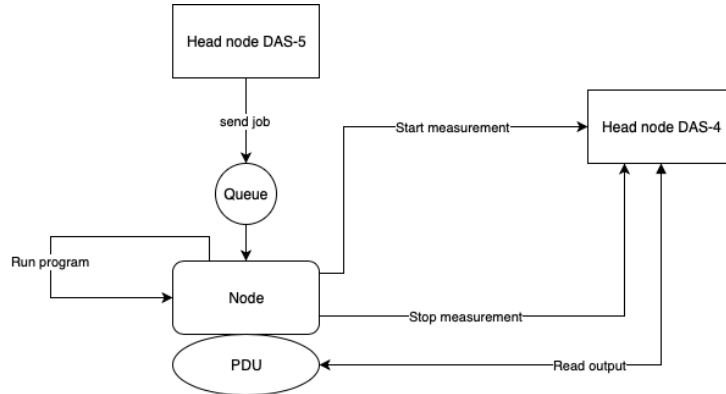 Head node DAS-5
send job
Start measurement
Head node DAS-4
Queue
Run program
Node
Stop measurement
PDU
Read output